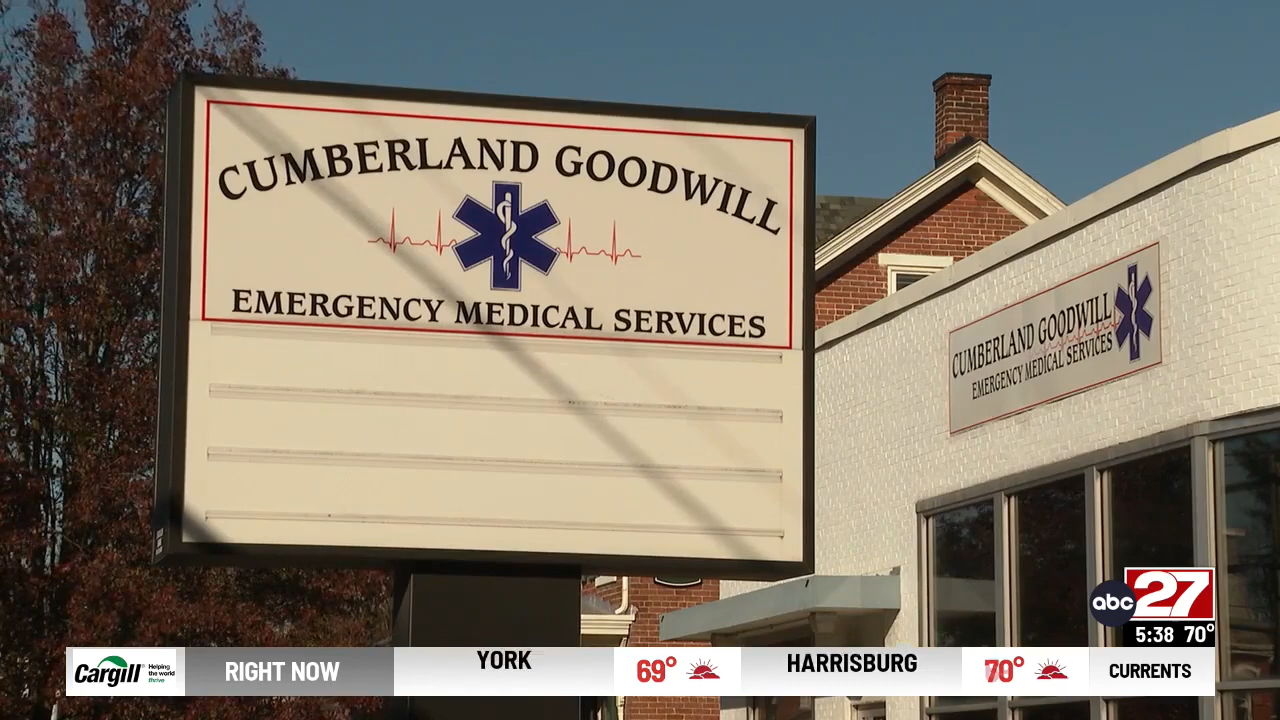 CUMBERLAND GOODWILL
EMERGENCY MEDICAL SERVICES
CUMBERLAND GOODWILL
EMERGENCY MEDICAL SERVICES
abc 27
5:38 70°
Cargill Helping the world thrive
RIGHT NOW
YORK
69°
HARRISBURG
70°
CURRENTS